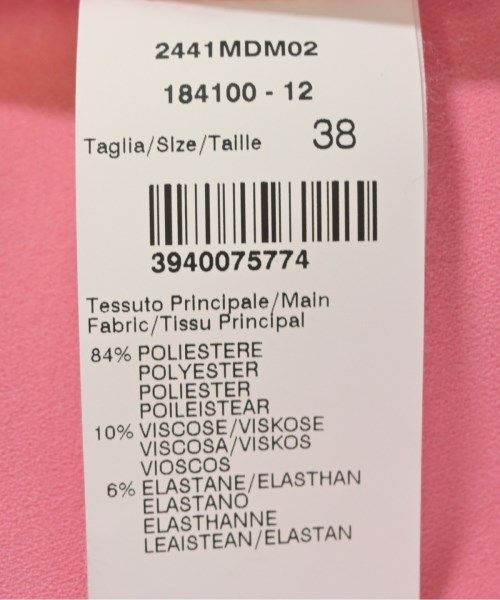 2441MDM02
184100 - 12
Taglia/Size/Taille 38
3940075774
Tessuto Principale/Main
Fabric/Tissu Principal
84% POLIESTERE
POLYESTER
POLIESTER
POILEISTEAR
10% VISCOSE/VISKOSE
VISCOSA/VISKOS
VIOSCOS
6% ELASTANE/ELASTHAN
ELASTANO
ELASTHANNE
LEAISTEAN/ELASTAN